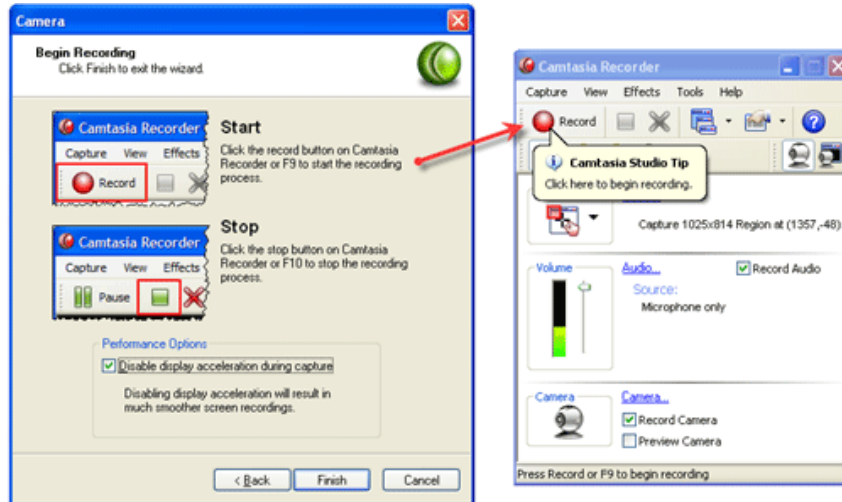 Camera
Begin Recording
Click Finish to exit the wizard.
Camtasia Recorder
Capture View Effects
Record
Start
Click the record button on Camtasia
Recorder or F9 to start the recording
process.
Camtasia Recorder
Capture View Effects
Pause
Stop
Click the stop button on Camtasia
Recorder or F10 to stop the recording
process.
Performance Options
Disable display acceleration during capture
Disabling display acceleration will result in
much smoother screen recordings.
< Back Finish Cancel
Camtasia Recorder
Capture View Effects Tools Help
Record
Camtasia Studio Tip
Click here to begin recording.
Capture 1025x814 Region at (1357,-48)
Volume Audio... Record Audio
Source:
Microphone only
Camera Camera...
Record Camera
Preview Camera
Press Record or F9 to begin recording